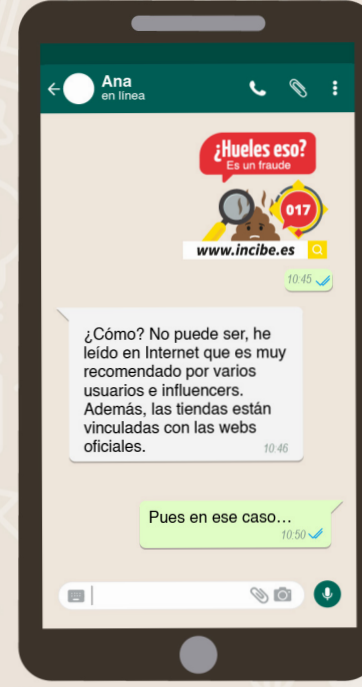 Ana
en línea
¿Hueles eso?
Es un fraude
017
www.incibe.es
10:45
¿Cómo? No puede ser, he
leído en Internet que es muy
recomendado por varios
usuarios e influencers.
Además, las tiendas están
vinculadas con las webs
oficiales.
10:46
Pues en ese caso...
10:50